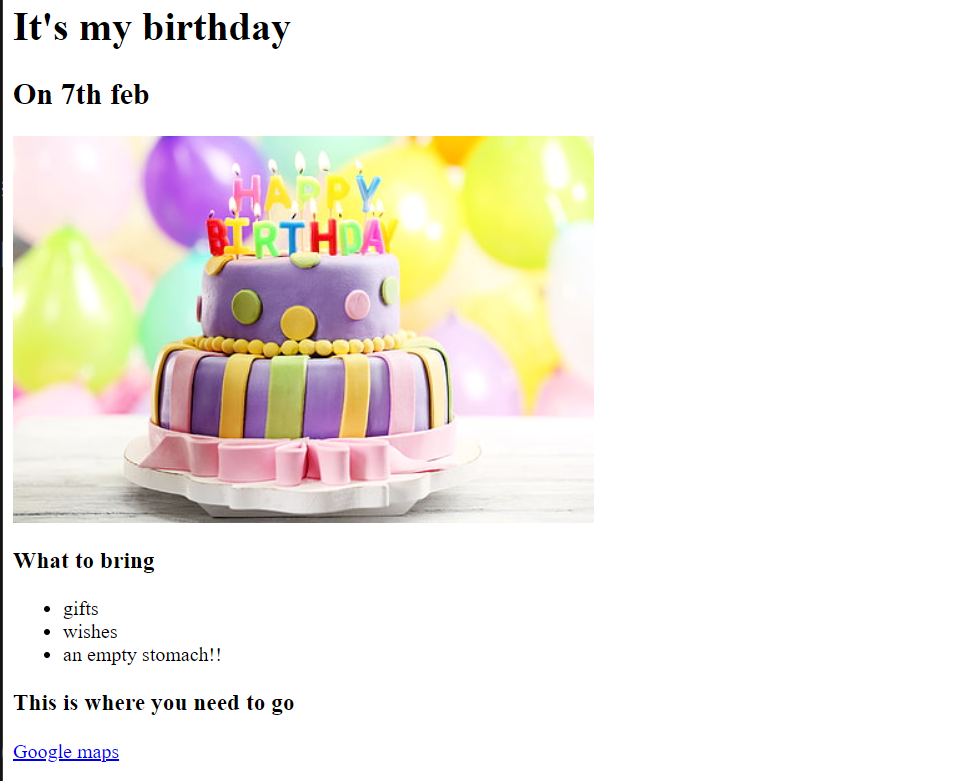 It's my birthday
On 7th feb
HAPPY
BIRTHDAY
What to bring
gifts
wishes
an empty stomach!!
This is where you need to go
Google maps